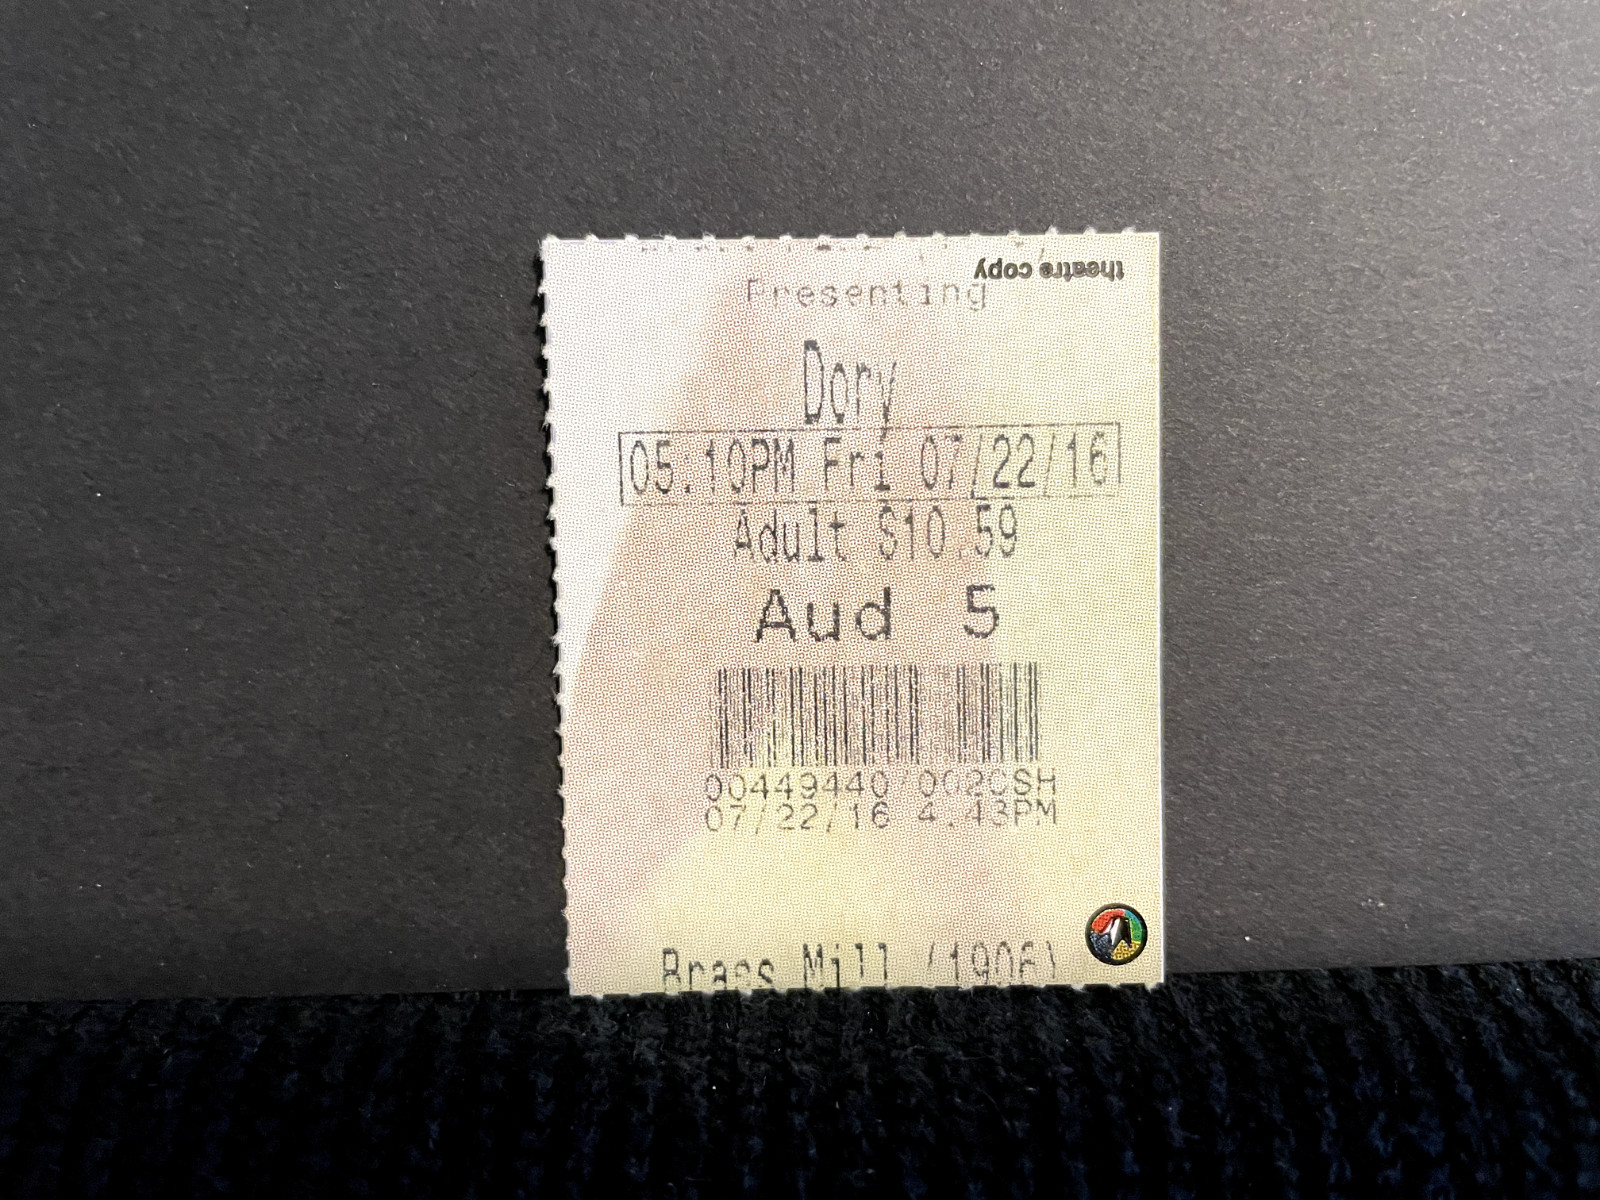 theatre copy
Presenting
Dory
05:10PM Fri 07/22/16
Adult $10.59
Aud 5
00449440 002CSH
07/22/16 4:43PM
Brass Mill (1906)